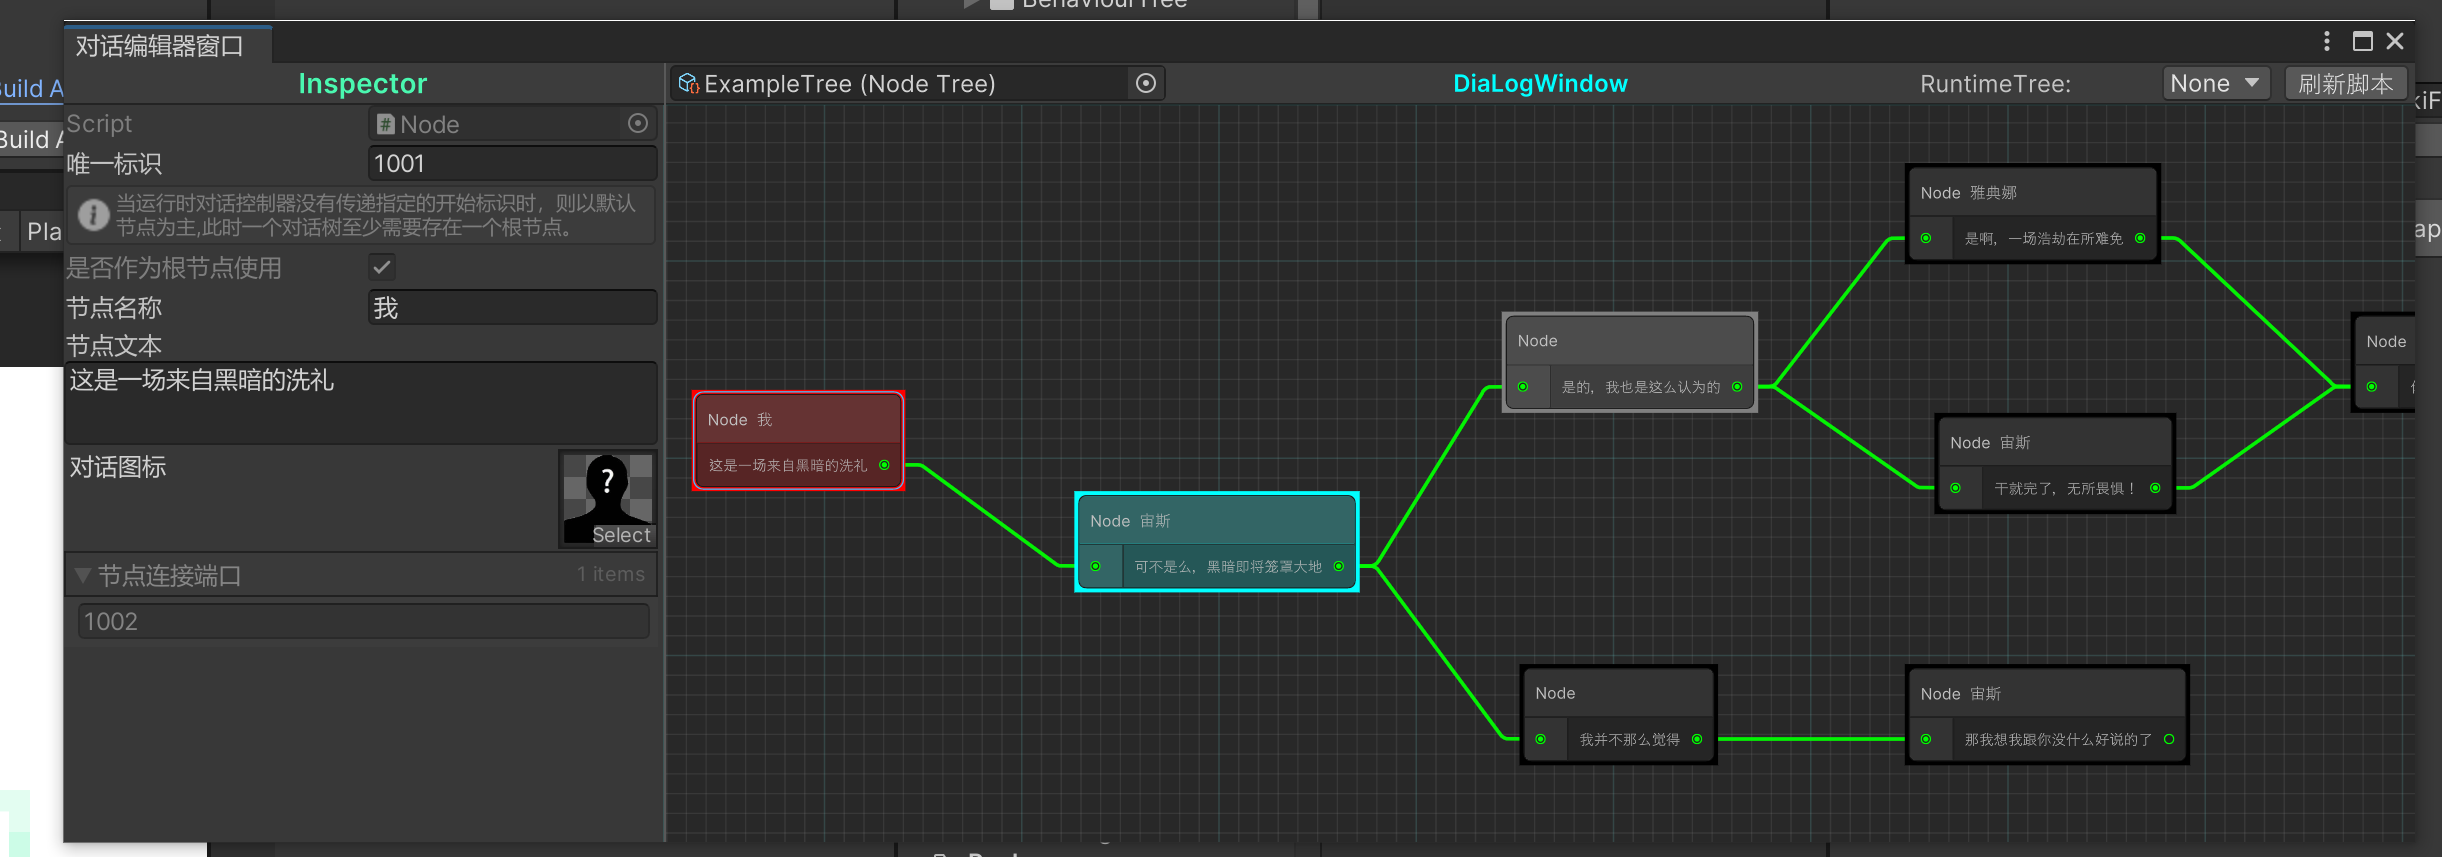 BehaviourTree
对话编辑器窗口
Build A
Build A
Pla
Inspector
Script
Node
唯一标识
1001
当运行时对话控制器没有传递指定的开始标识时，则以默认
节点为主,此时一个对话树至少需要存在一个根节点。
是否作为根节点使用
节点名称
我
节点文本
这是一场来自黑暗的洗礼
对话图标
Select
节点连接端口
1 items
1002
ExampleTree (Node Tree)
DiaLogWindow
RuntimeTree:
None
刷新脚本
Node 我
这是一场来自黑暗的洗礼
Node 宙斯
可不是么，黑暗即将笼罩大地
Node
是的，我也是这么认为的
Node 雅典娜
是啊，一场浩劫在所难免
Node 宙斯
干就完了，无所畏惧！
Node
Node
我并不那么觉得
Node 宙斯
那我想我跟你没什么好说的了